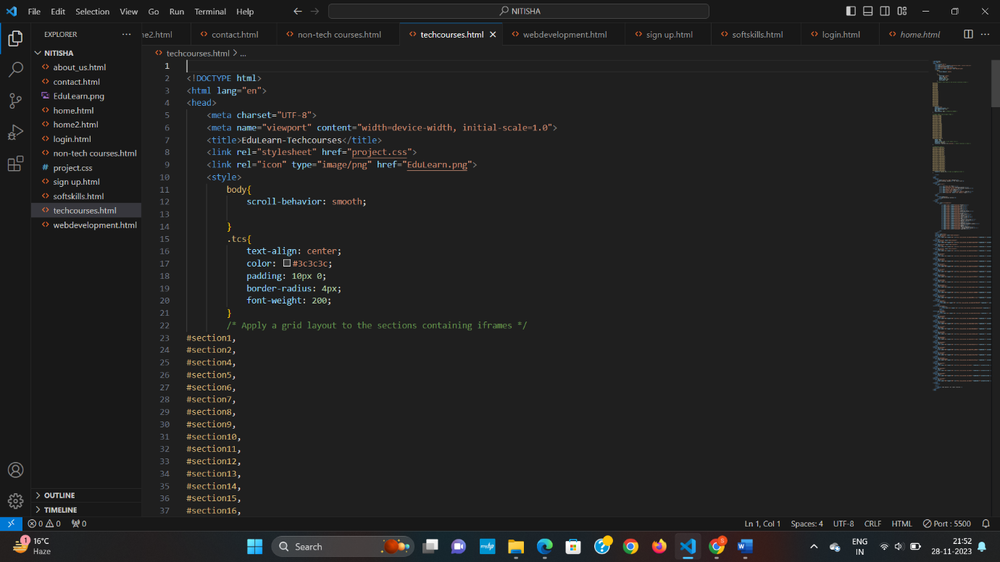 File Edit Selection View Go Run Terminal Help
NITISHA
EXPLORER
me2.html
contact.html
non-tech courses.html
techcourses.html
webdevelopment.html
sign up.html
softskills.html
login.html
home.html
NITISHA
about_us.html
contact.html
EduLearn.png
home.html
home2.html
login.html
non-tech courses.html
# project.css
sign up.html
softskills.html
techcourses.html
webdevelopment.html
OUTLINE
TIMELINE
techcourses.html > ...
1
2 <!DOCTYPE html>
3 <html lang="en">
4 <head>
5 <meta charset="UTF-8">
6 <meta name="viewport" content="width=device-width, initial-scale=1.0">
7 <title>EduLearn-Techcourses</title>
8 <link rel="stylesheet" href="project.css">
9 <link rel="icon" type="image/png" href="EduLearn.png">
10 <style>
11 body{
12 scroll-behavior: smooth;
13
14 }
15 .tcs{
16 text-align: center;
17 color: #3c3c3c;
18 padding: 10px 0;
19 border-radius: 4px;
20 font-weight: 200;
21 }
22 /* Apply a grid layout to the sections containing iframes */
23 #section1,
24 #section2,
25 #section4,
26 #section5,
27 #section6,
28 #section7,
29 #section8,
30 #section9,
31 #section10,
32 #section11,
33 #section12,
34 #section13,
35 #section14,
36 #section15,
37 #section16,
0 0 0
Ln 1, Col 1 Spaces: 4 UTF-8 CRLF HTML Port : 5500
1
16°C
Haze
Search
myhp
S
W
ENG
IN
21:52
28-11-2023